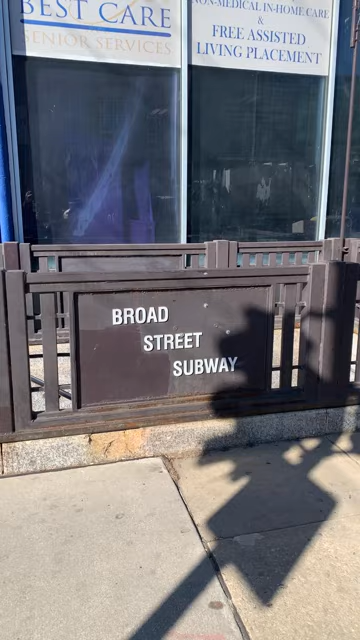 BEST CARE
SENIOR SERVICES
NON-MEDICAL IN-HOME CARE
&
FREE ASSISTED
LIVING PLACEMENT
BROAD
STREET
SUBWAY